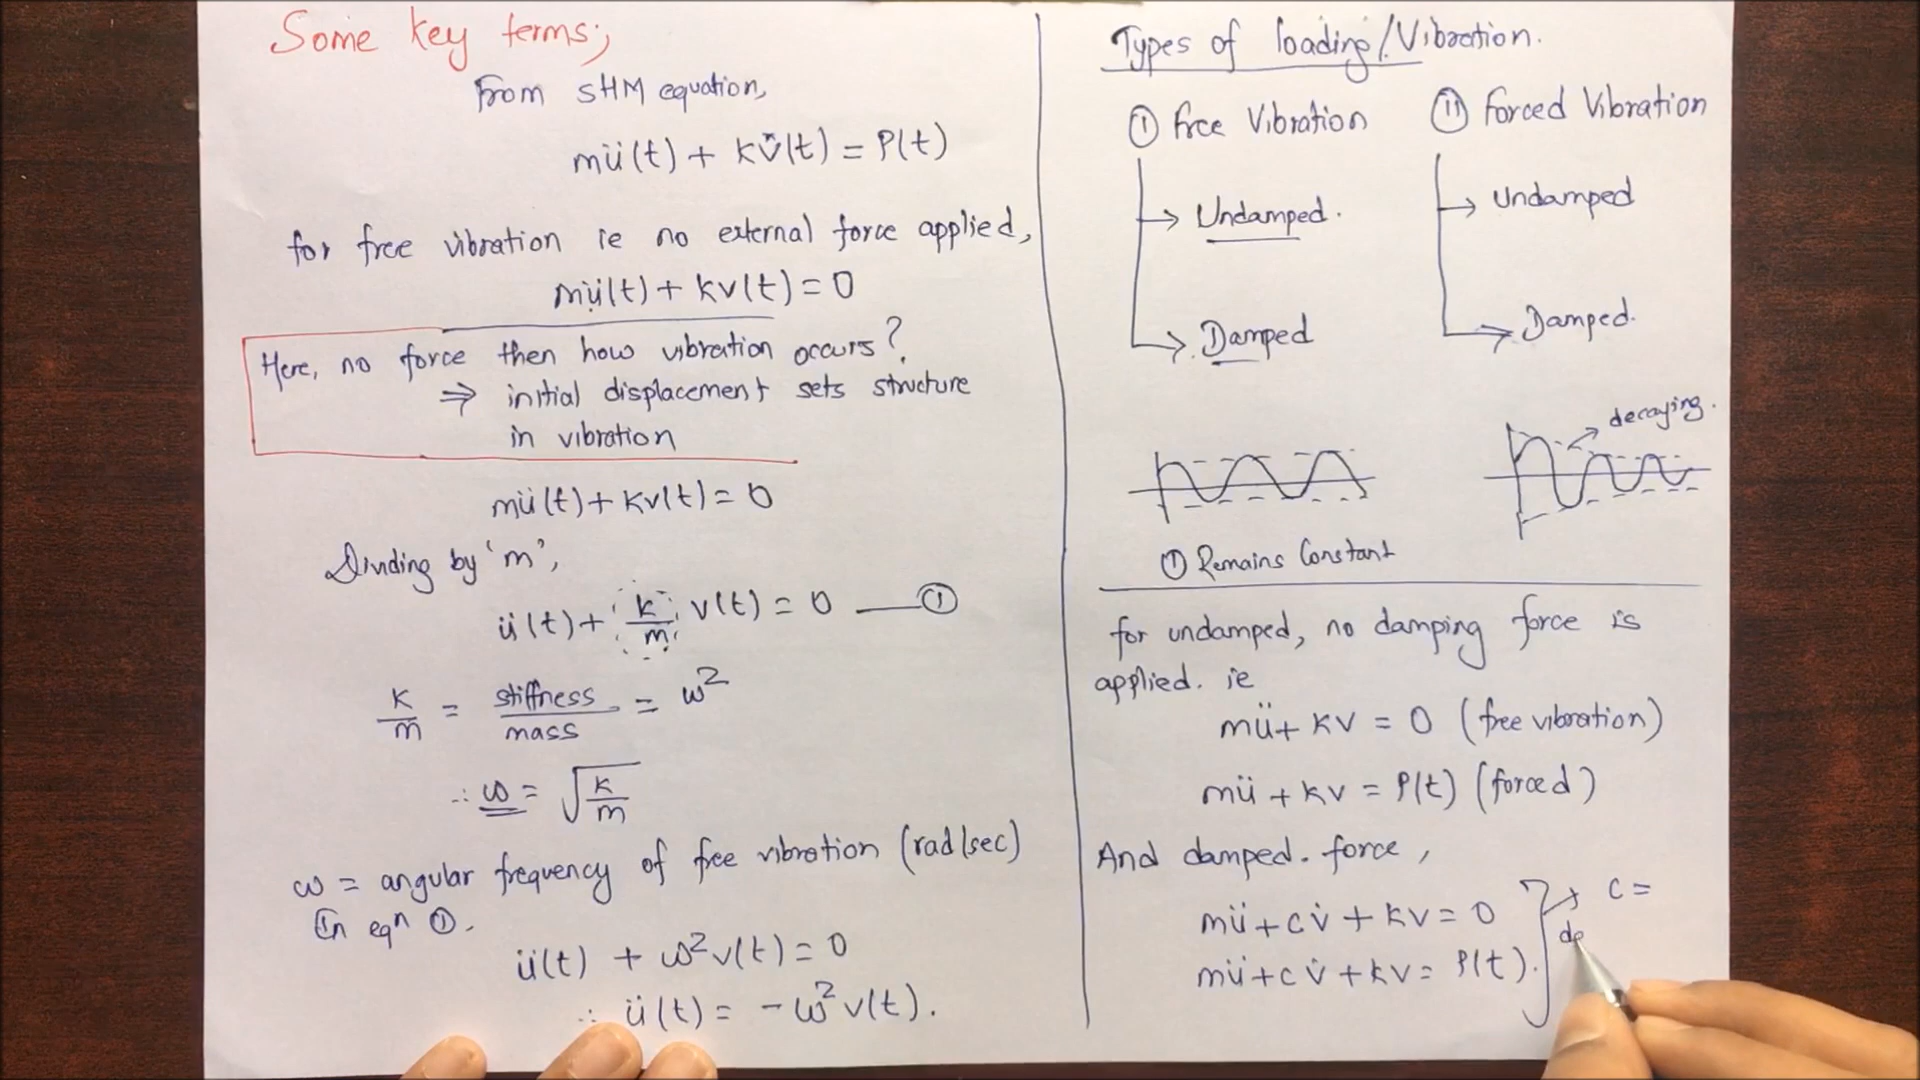 Some key terms;
From SHM equation,
mü(t) + kv̈(t) = P(t)
for free vibration ie no external force applied,
mü(t) + kv(t) = 0
Here, no force then how vibration occurs?
⇒ initial displacement sets structure
in vibration
mü(t) + kv(t) = 0
Dividing by 'm',
ü(t) + k/m v(t) = 0 — ①
k/m = stiffness/mass = ω²
∴ ω = √(k/m)
ω = angular frequency of free vibration (rad/sec)
In eqn ①.
ü(t) + ω² v(t) = 0
∴ ü(t) = -ω² v(t).
Types of loading/Vibration.
① Free Vibration
→ Undamped.
→ Damped
ⅱ Forced Vibration
→ Undamped
→ Damped.
decaying.
① Remains Constant
for undamped, no damping force is
applied. ie
mü + kv = 0 (free vibration)
mü + kv = P(t) (forced)
And damped. force,
mü + cv̇ + kv = 0
mü + cv̇ + kv = P(t).
c =
da